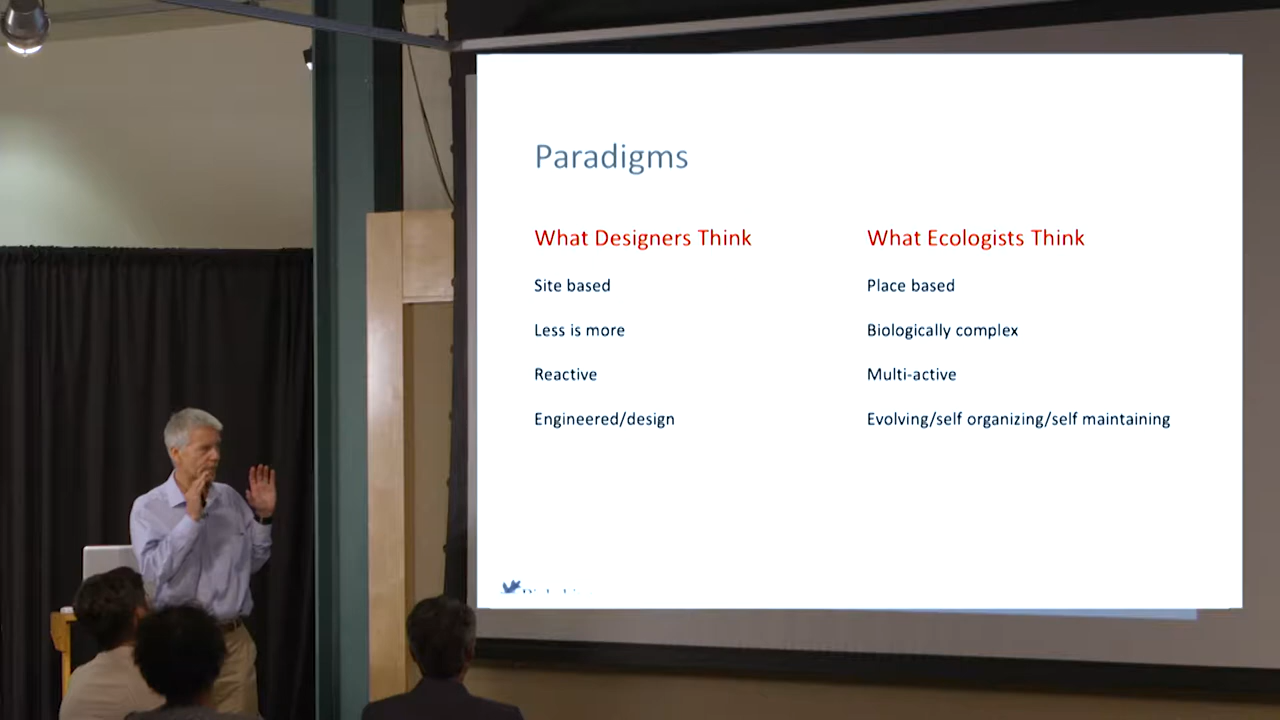 Paradigms
What Designers Think
What Ecologists Think
Site based
Place based
Less is more
Biologically complex
Reactive
Multi-active
Engineered/design
Evolving/self organizing/self maintaining